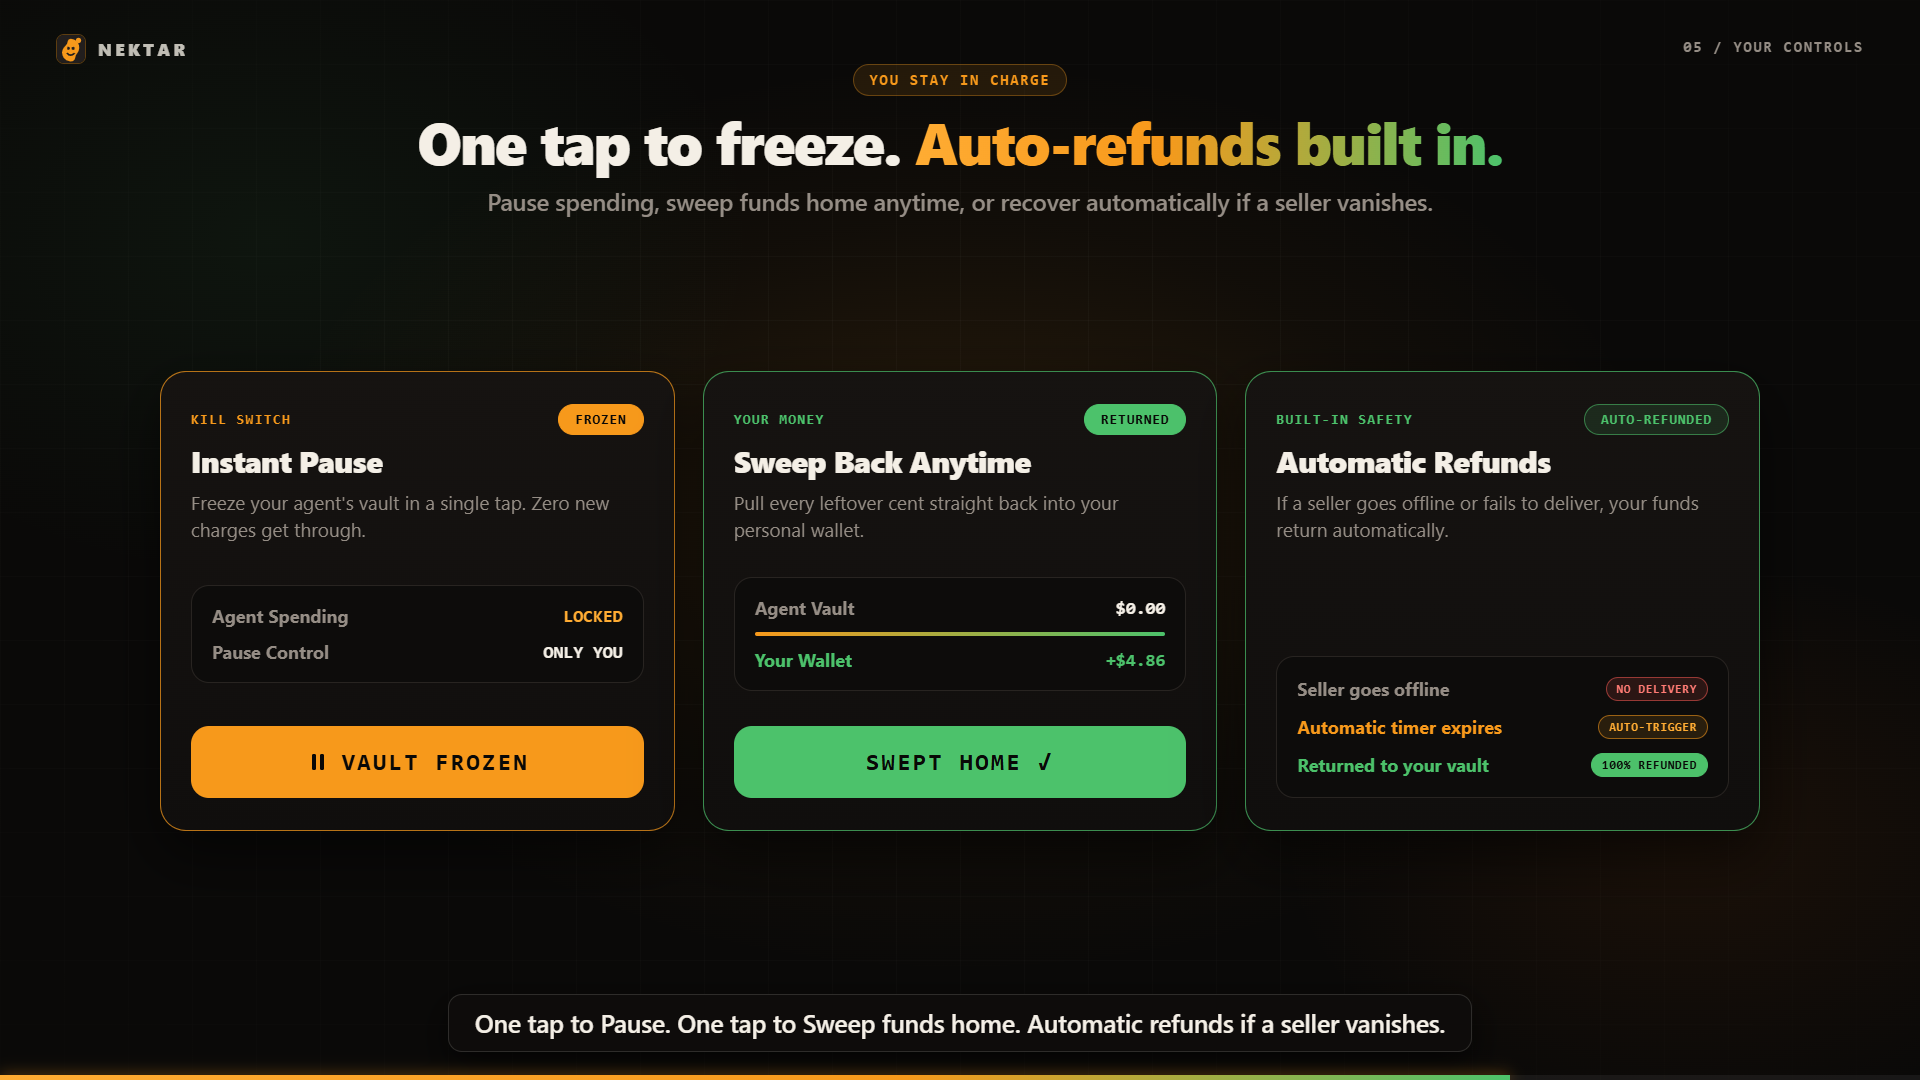 NEKTAR
05 / YOUR CONTROLS
YOU STAY IN CHARGE
One tap to freeze. Auto-refunds built in.
Pause spending, sweep funds home anytime, or recover automatically if a seller vanishes.
KILL SWITCH
FROZEN
Instant Pause
Freeze your agent's vault in a single tap. Zero new
charges get through.
Agent Spending LOCKED
Pause Control ONLY YOU
VAULT FROZEN
YOUR MONEY
RETURNED
Sweep Back Anytime
Pull every leftover cent straight back into your
personal wallet.
Agent Vault $0.00
Your Wallet +$4.86
SWEPT HOME ✓
BUILT-IN SAFETY
AUTO-REFUNDED
Automatic Refunds
If a seller goes offline or fails to deliver, your funds
return automatically.
Seller goes offline NO DELIVERY
Automatic timer expires AUTO-TRIGGER
Returned to your vault 100% REFUNDED
One tap to Pause. One tap to Sweep funds home. Automatic refunds if a seller vanishes.